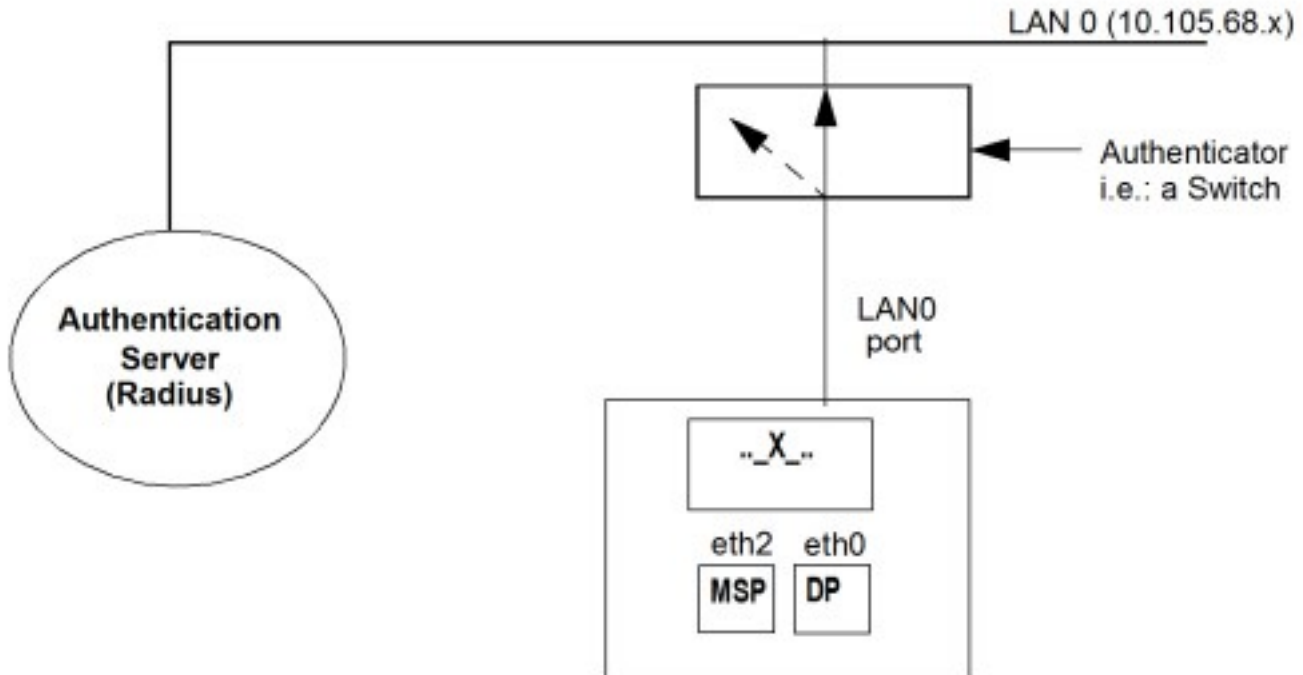 LAN 0 (10.105.68.x)
Authenticator
i.e.: a Switch
Authentication
Server
(Radius)
LAN0
port
.._X_..
eth2 eth0
MSP DP